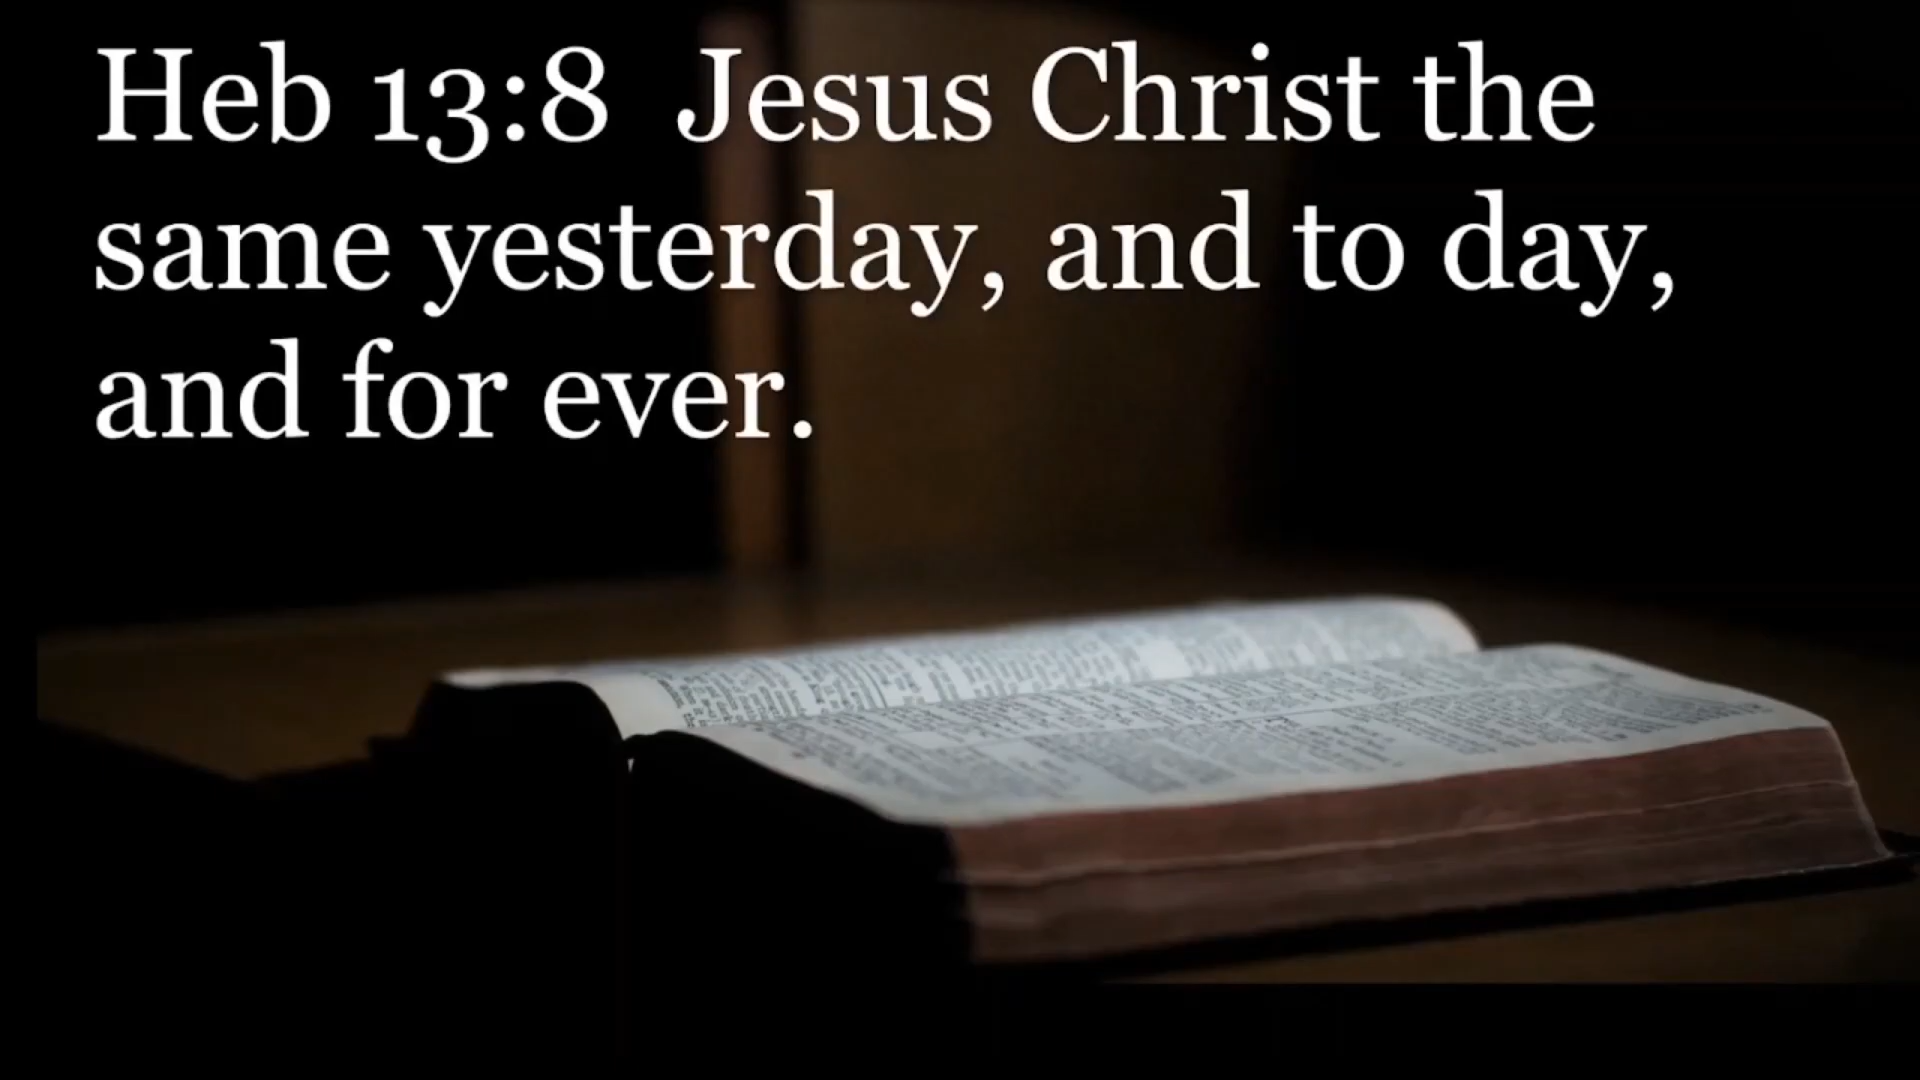 Heb 13:8  Jesus Christ the
same yesterday, and to day,
and for ever.